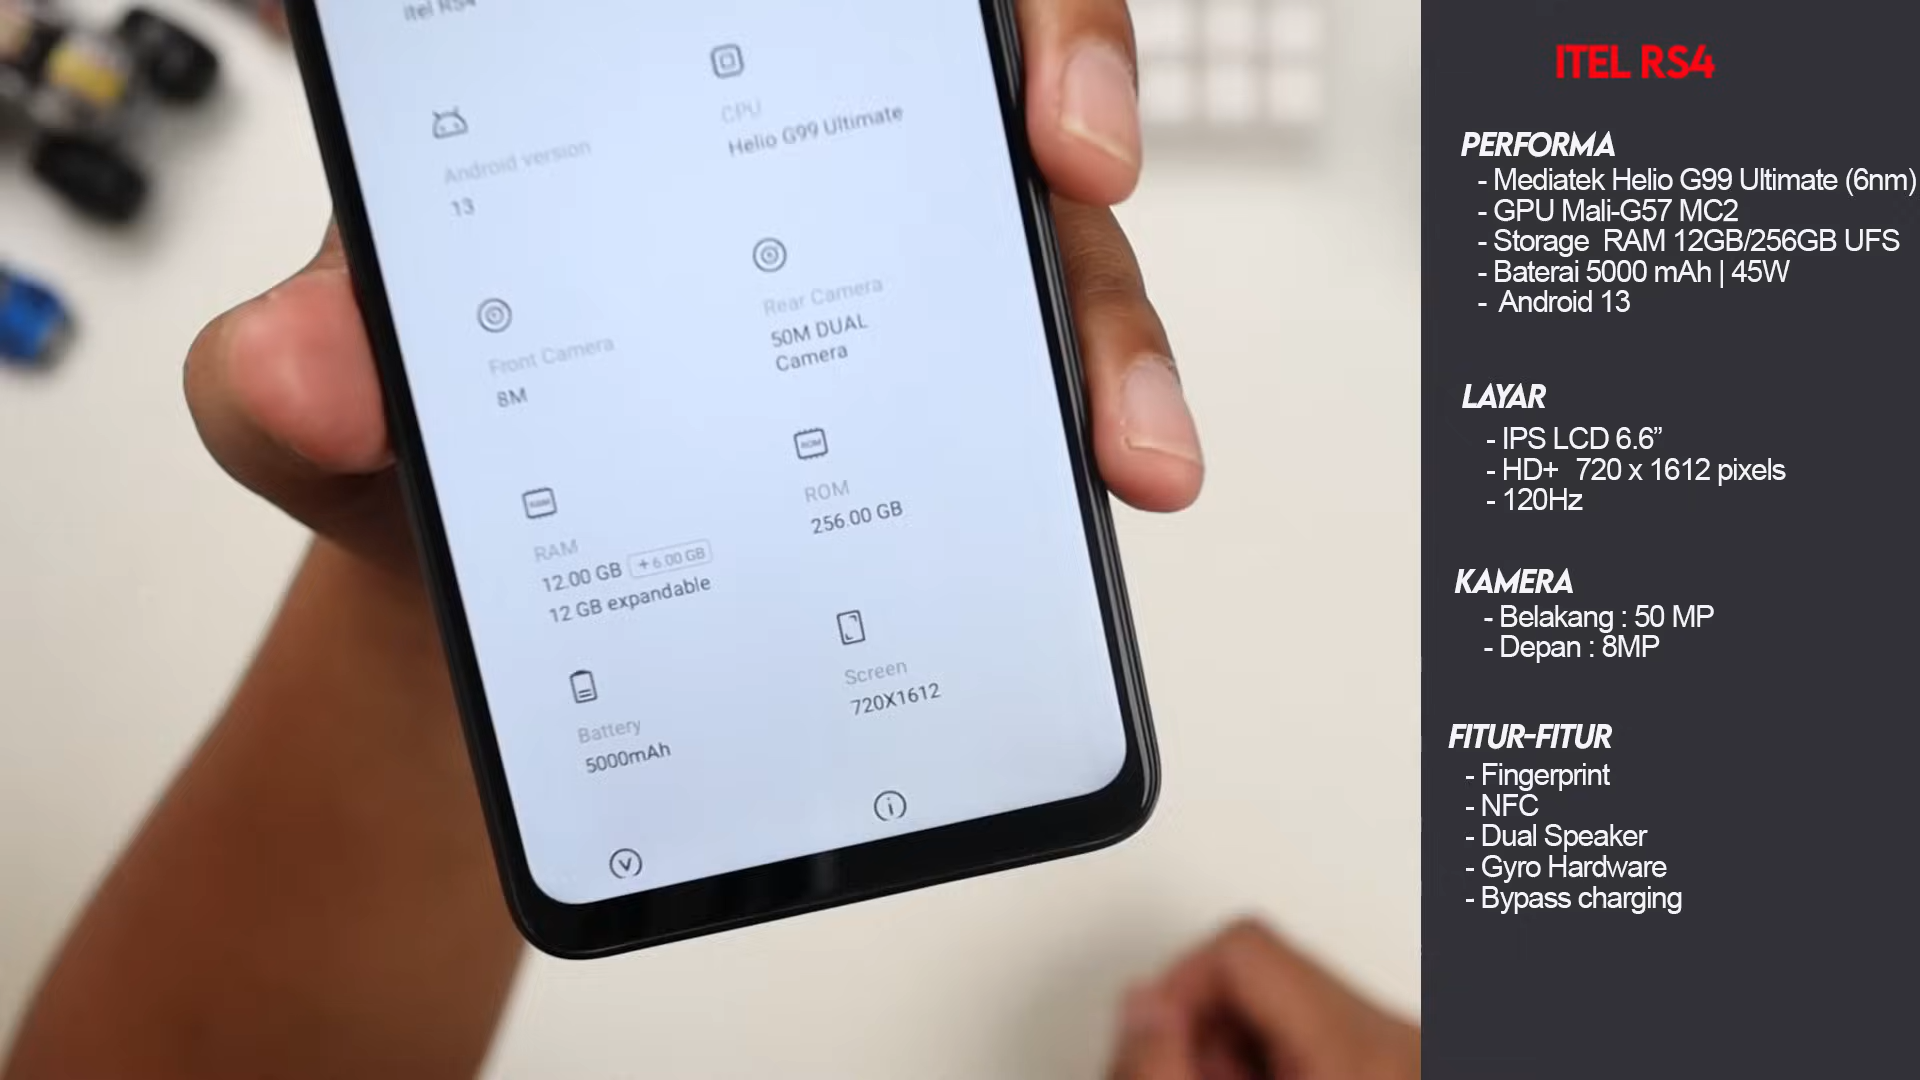 itel RS4
CPU
Helio G99 Ultimate
Android version
13
Rear Camera
50M DUAL
Camera
Front Camera
8M
ROM
ROM
256.00 GB
RAM
RAM
12.00 GB +6.00 GB
12 GB expandable
Screen
720X1612
Battery
5000mAh
ITEL RS4
PERFORMA
- Mediatek Helio G99 Ultimate (6nm)
- GPU Mali-G57 MC2
- Storage RAM 12GB/256GB UFS
- Baterai 5000 mAh | 45W
- Android 13
LAYAR
- IPS LCD 6.6”
- HD+ 720 x 1612 pixels
- 120Hz
KAMERA
- Belakang : 50 MP
- Depan : 8MP
FITUR-FITUR
- Fingerprint
- NFC
- Dual Speaker
- Gyro Hardware
- Bypass charging